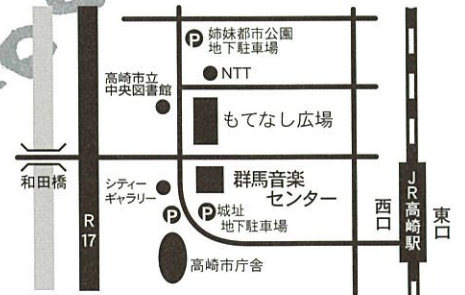 P 姉妹都市公園
地下駐車場
NTT
高崎市立
中央図書館
もてなし広場
和田橋
R
17
シティー
ギャラリー
P
群馬音楽
センター
P 城址
地下駐車場
高崎市庁舎
西口
JR高崎駅
東口